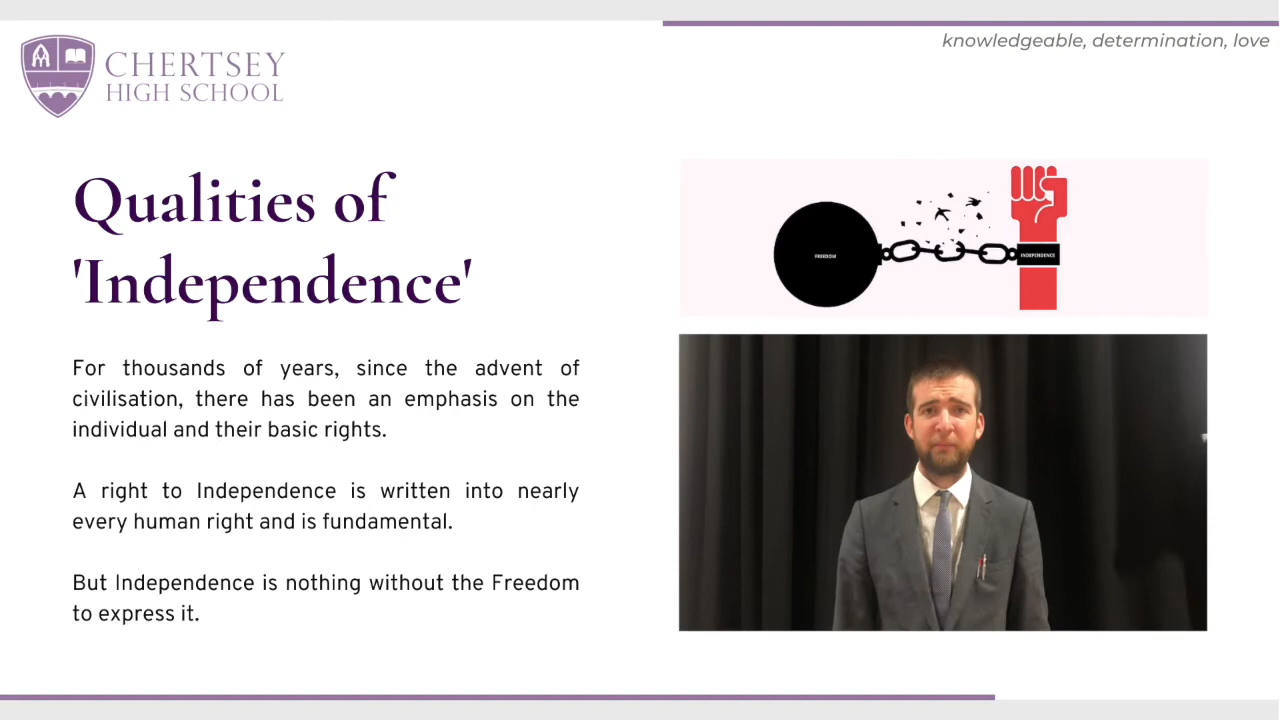 knowledgeable, determination, love
CHERTSEY
HIGH SCHOOL
Qualities of
'Independence'
For thousands of years, since the advent of
civilisation, there has been an emphasis on the
individual and their basic rights.
A right to Independence is written into nearly
every human right and is fundamental.
But Independence is nothing without the Freedom
to express it.
FREEDOM
INDEPENDENCE